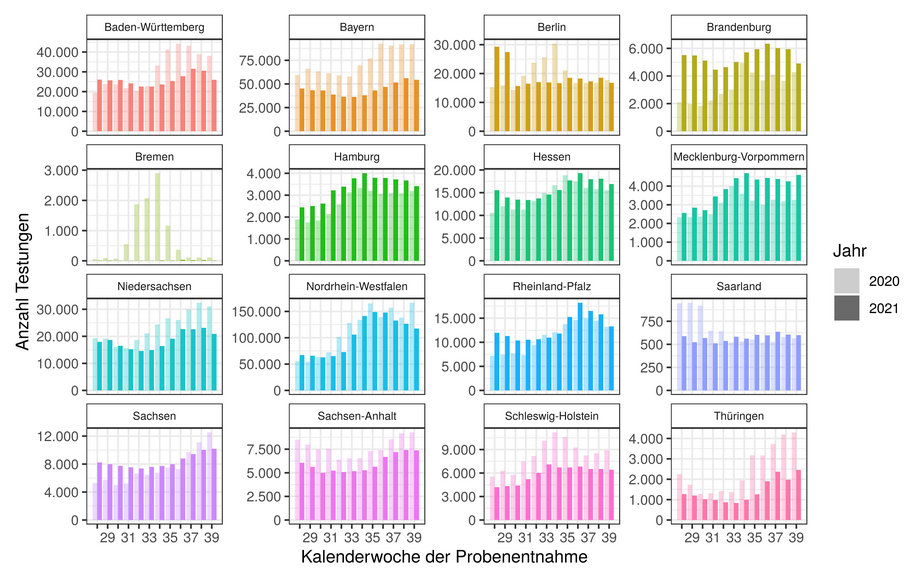 Baden-Württemberg Bayern Berlin Brandenburg
40.000 75.000 30.000 6.000
30.000 50.000 20.000 4.000
20.000 25.000 10.000 2.000
10.000 0 0 0
0
Bremen Hamburg Hessen Mecklenburg-Vorpommern
3.000 4.000 20.000 4.000
2.000 3.000 15.000 3.000
1.000 2.000 10.000 2.000
0 1.000 5.000 1.000
0 0 0
Niedersachsen Nordrhein-Westfalen Rheinland-Pfalz Saarland
30.000 150.000 15.000 750
20.000 100.000 10.000 500
10.000 50.000 5.000 250
0 0 0 0
Sachsen Sachsen-Anhalt Schleswig-Holstein Thüringen
12.000 7.500 9.000 4.000
8.000 5.000 6.000 3.000
4.000 2.500 3.000 2.000
0 0 0 1.000
0
29 31 33 35 37 39 29 31 33 35 37 39 29 31 33 35 37 39 29 31 33 35 37 39
Kalenderwoche der Probenentnahme
Anzahl Testungen
Jahr
2020
2021